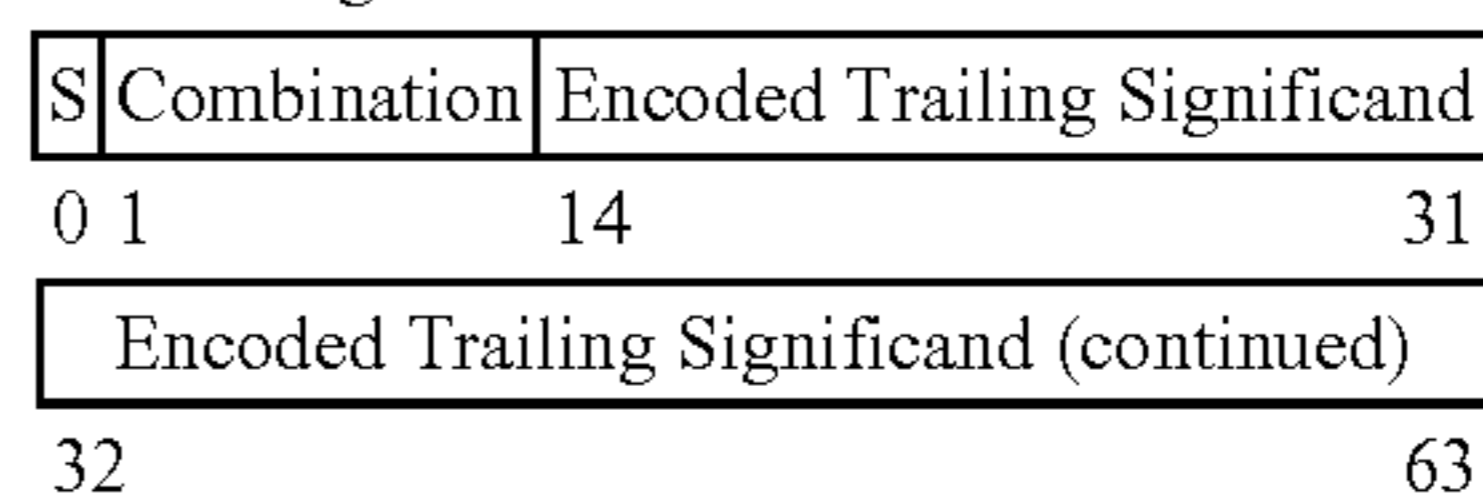 S Combination Encoded Trailing Significand
0 1 14 31
Encoded Trailing Significand (continued)
32 63